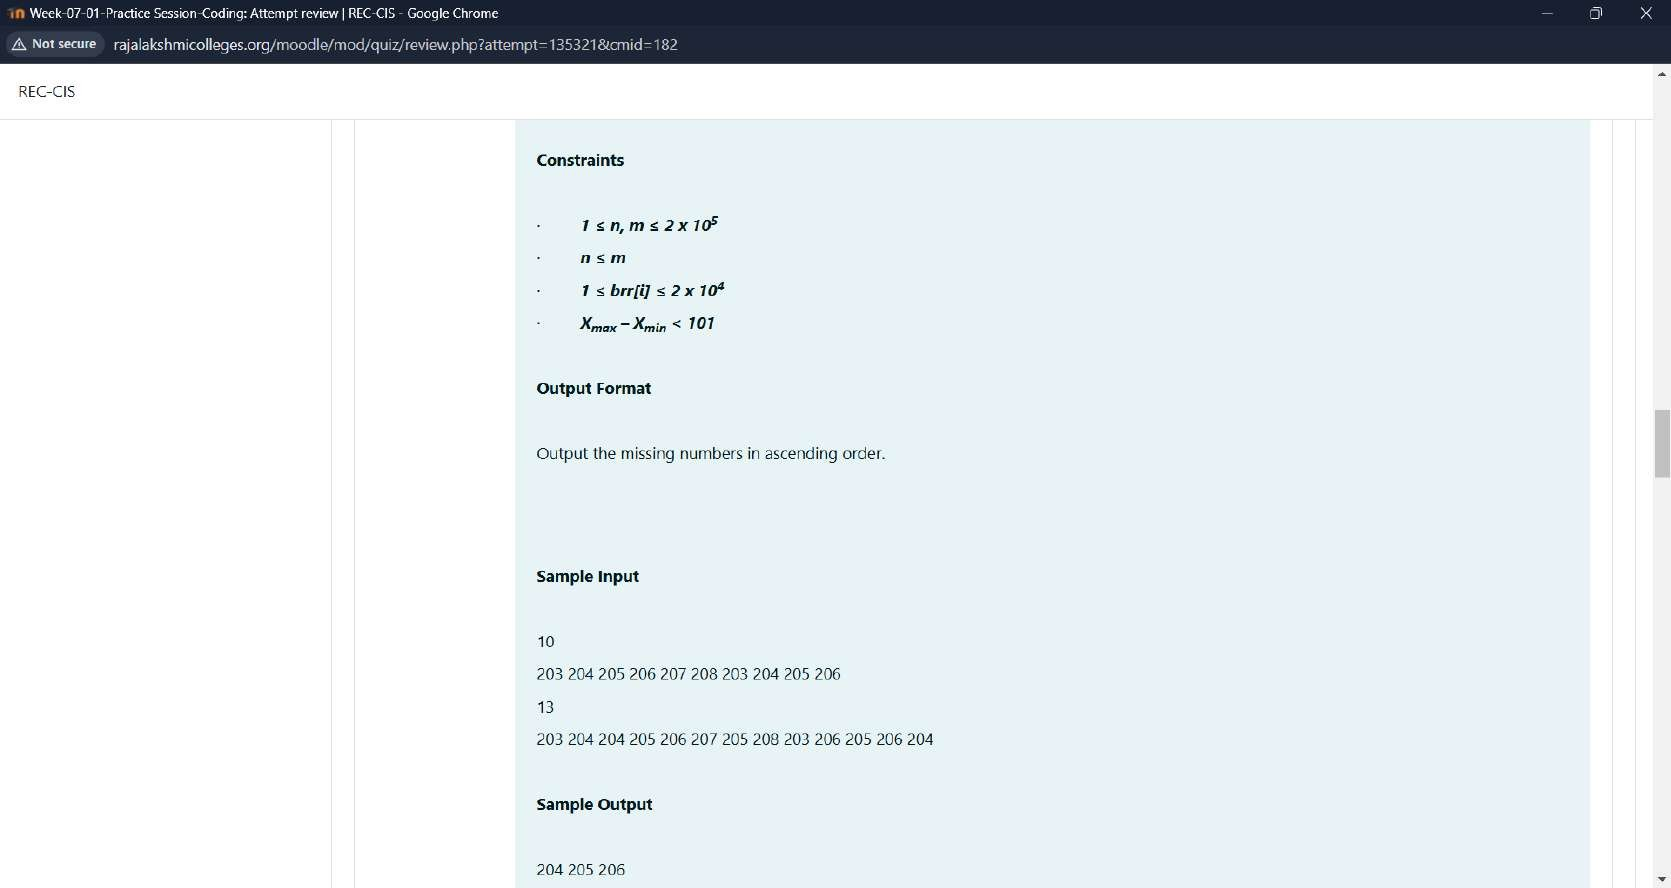 Week-07-01-Practice Session-Coding: Attempt review | REC-CIS - Google Chrome
Not secure rajalakshmicolleges.org/moodle/mod/quiz/review.php?attempt=135321&cmid=182
REC-CIS
Constraints
· 1 ≤ n, m ≤ 2 x 10⁵
· n ≤ m
· 1 ≤ brr[i] ≤ 2 x 10⁴
· Xmax – Xmin < 101
Output Format
Output the missing numbers in ascending order.
Sample Input
10
203 204 205 206 207 208 203 204 205 206
13
203 204 204 205 206 207 205 208 203 206 205 206 204
Sample Output
204 205 206